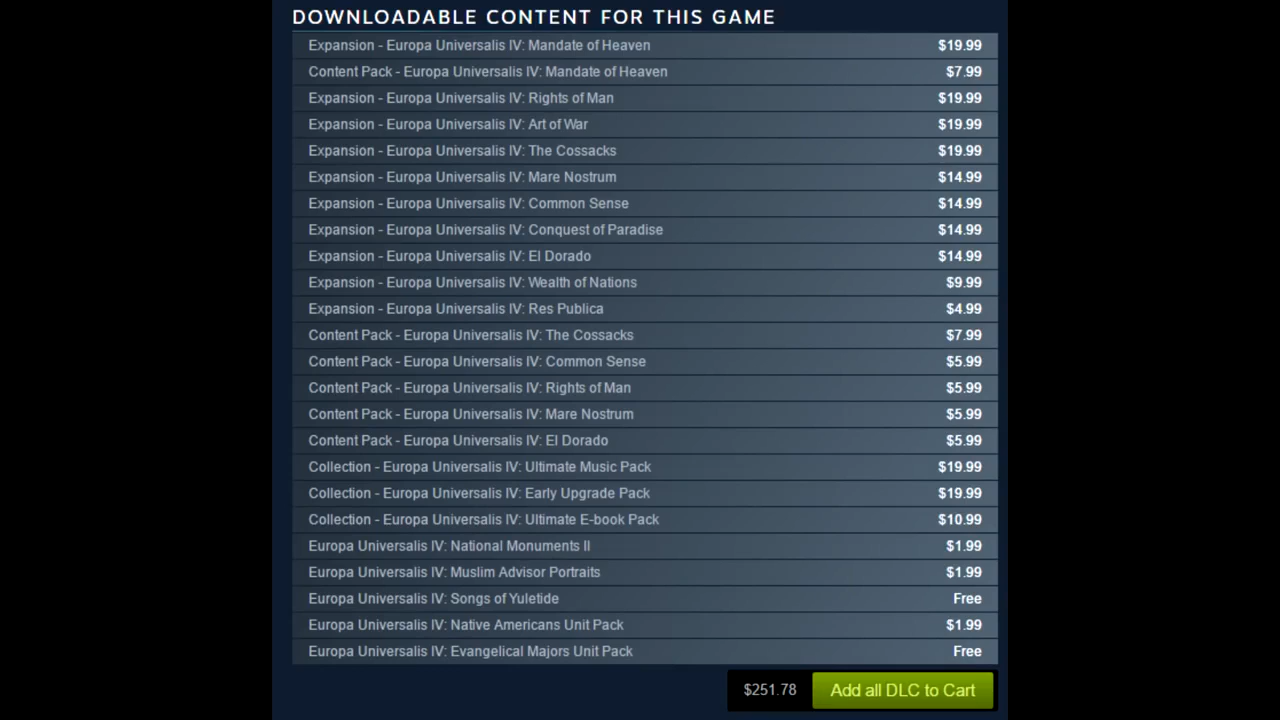 DOWNLOADABLE CONTENT FOR THIS GAME
Expansion - Europa Universalis IV: Mandate of Heaven $19.99
Content Pack - Europa Universalis IV: Mandate of Heaven $7.99
Expansion - Europa Universalis IV: Rights of Man $19.99
Expansion - Europa Universalis IV: Art of War $19.99
Expansion - Europa Universalis IV: The Cossacks $19.99
Expansion - Europa Universalis IV: Mare Nostrum $14.99
Expansion - Europa Universalis IV: Common Sense $14.99
Expansion - Europa Universalis IV: Conquest of Paradise $14.99
Expansion - Europa Universalis IV: El Dorado $14.99
Expansion - Europa Universalis IV: Wealth of Nations $9.99
Expansion - Europa Universalis IV: Res Publica $4.99
Content Pack - Europa Universalis IV: The Cossacks $7.99
Content Pack - Europa Universalis IV: Common Sense $5.99
Content Pack - Europa Universalis IV: Rights of Man $5.99
Content Pack - Europa Universalis IV: Mare Nostrum $5.99
Content Pack - Europa Universalis IV: El Dorado $5.99
Collection - Europa Universalis IV: Ultimate Music Pack $19.99
Collection - Europa Universalis IV: Early Upgrade Pack $19.99
Collection - Europa Universalis IV: Ultimate E-book Pack $10.99
Europa Universalis IV: National Monuments II $1.99
Europa Universalis IV: Muslim Advisor Portraits $1.99
Europa Universalis IV: Songs of Yuletide Free
Europa Universalis IV: Native Americans Unit Pack $1.99
Europa Universalis IV: Evangelical Majors Unit Pack Free
$251.78 Add all DLC to Cart